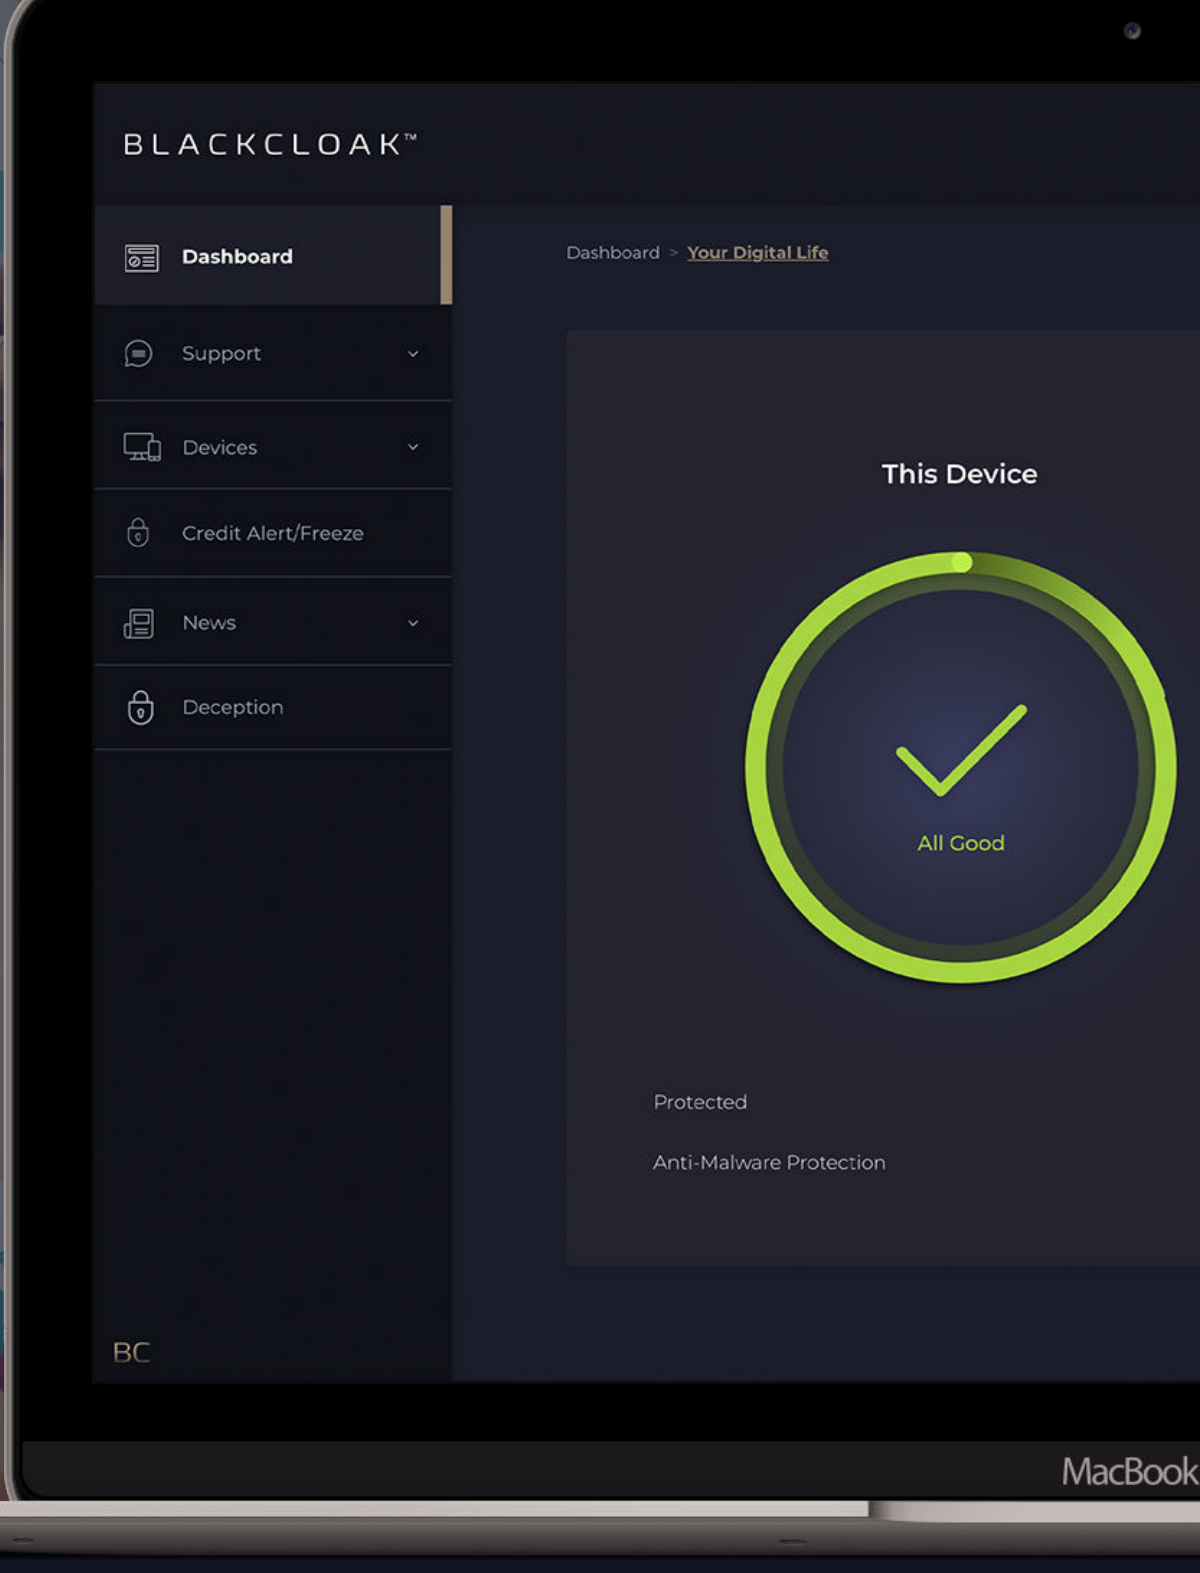 BLACKCLOAK™
Dashboard
Support
Devices
Credit Alert/Freeze
News
Deception
BC
Dashboard > Your Digital Life
This Device
All Good
Protected
Anti-Malware Protection
MacBook